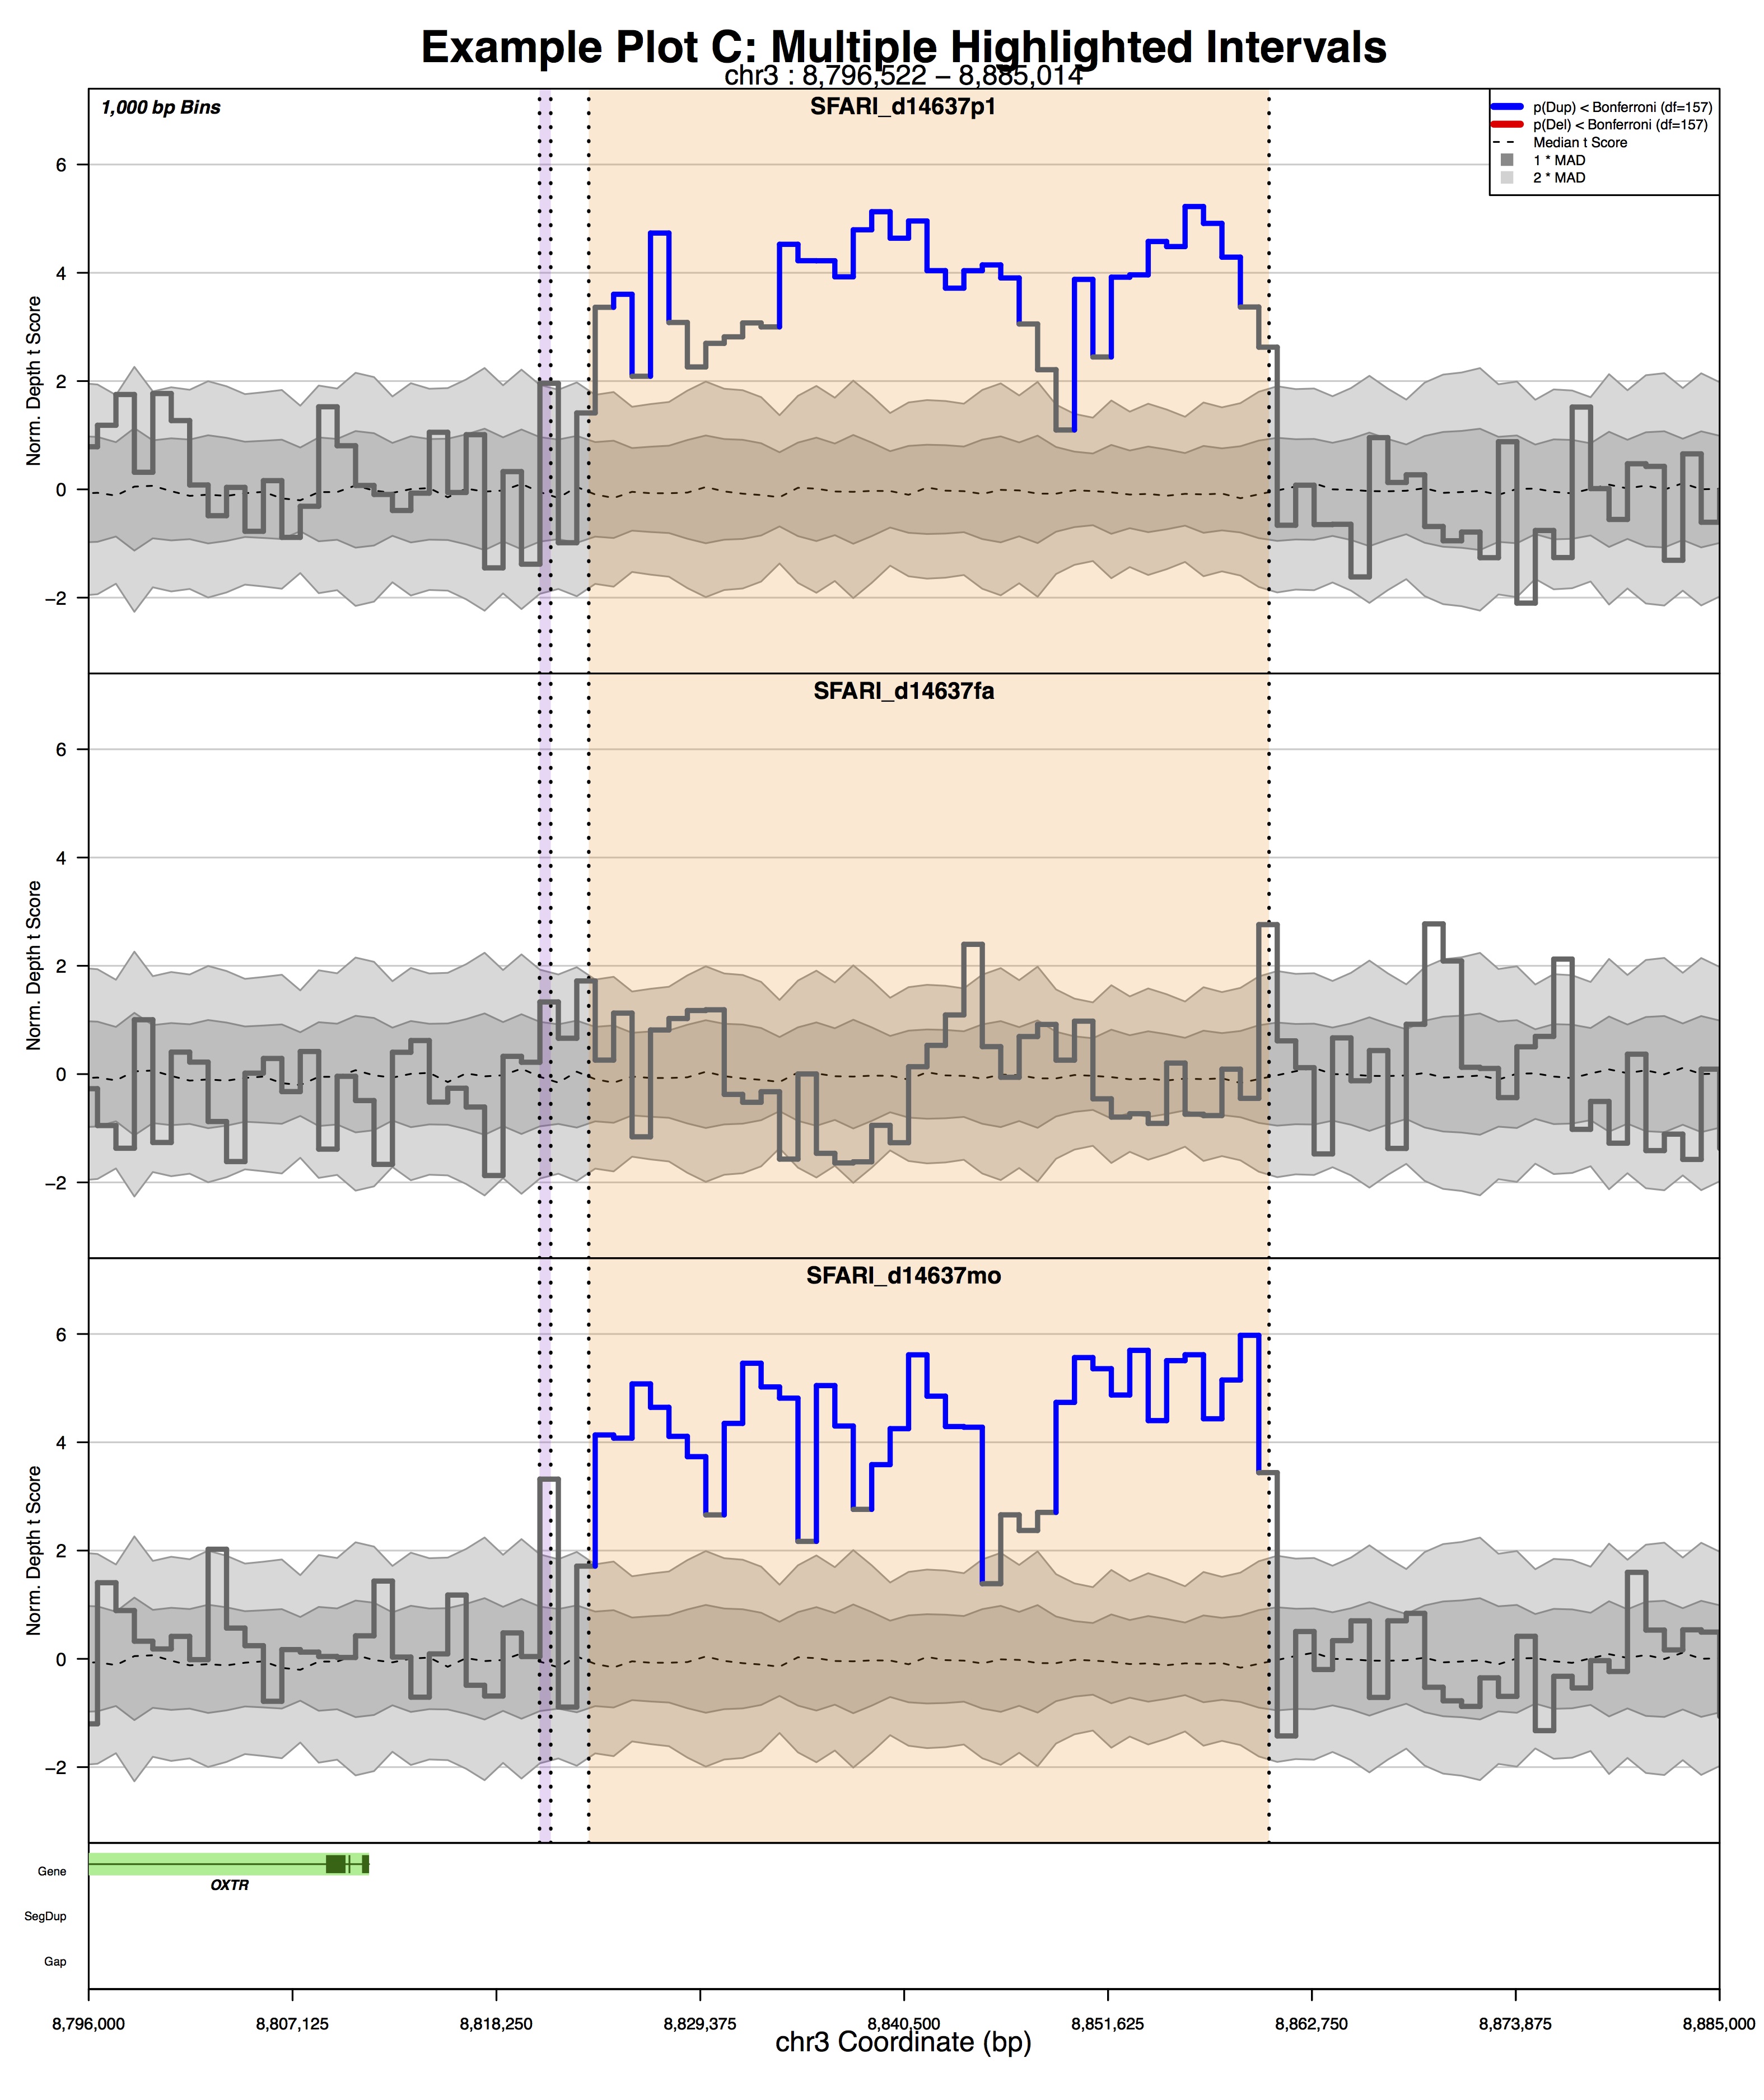 Example Plot C: Multiple Highlighted Intervals
chr3 : 8,796,522 – 8,885,014
1,000 bp Bins
SFARI_d14637p1
p(Dup) < Bonferroni (df=157)
p(Del) < Bonferroni (df=157)
Median t Score
1 * MAD
2 * MAD
Norm. Depth t Score
6
4
2
0
−2
SFARI_d14637fa
Norm. Depth t Score
6
4
2
0
−2
SFARI_d14637mo
Norm. Depth t Score
6
4
2
0
−2
Gene
OXTR
SegDup
Gap
8,796,000 8,807,125 8,818,250 8,829,375 8,840,500 8,851,625 8,862,750 8,873,875 8,885,000
chr3 Coordinate (bp)